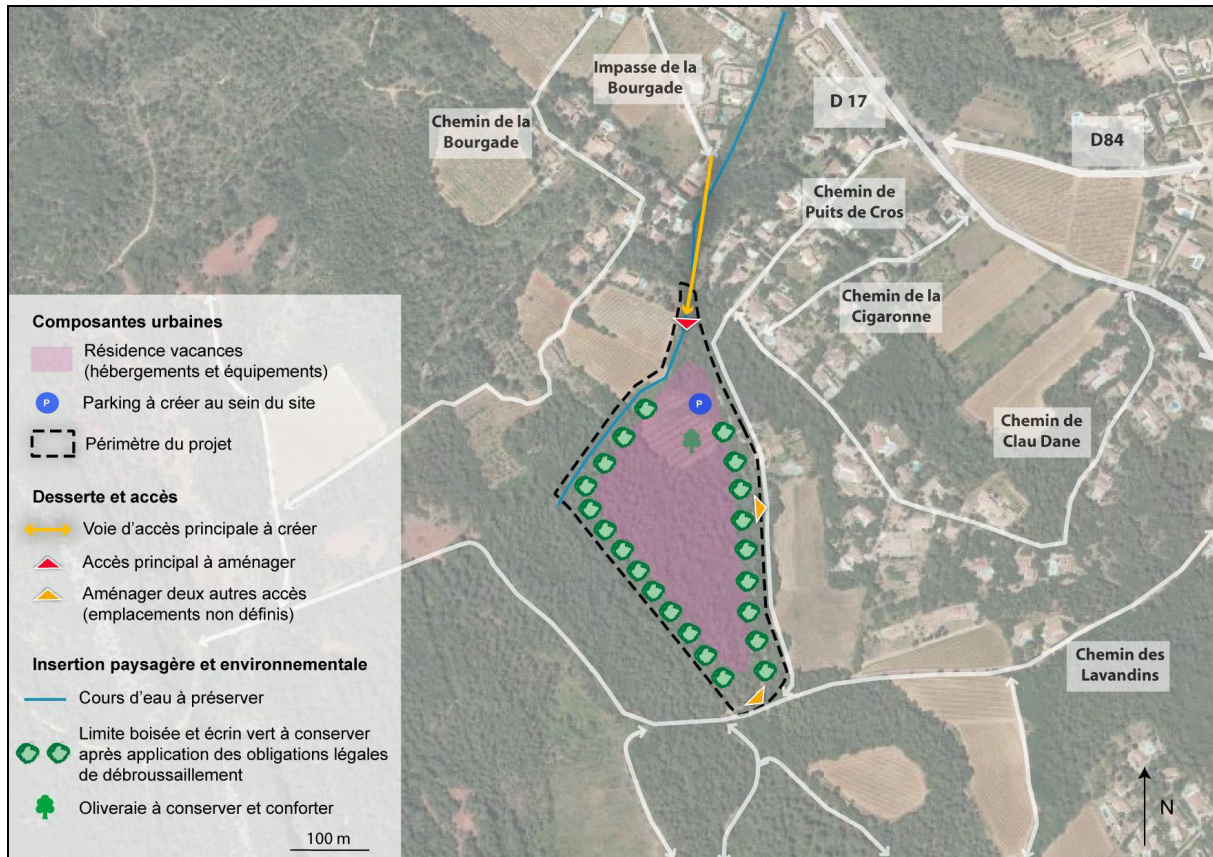 Impasse de la
Bourgade
D 17
Chemin de la
Bourgade
D84
Chemin de
Puits de Cros
Chemin de la
Cigaronne
Chemin de
Clau Dane
Chemin des
Lavandins
P
N
Composantes urbaines
Résidence vacances
(hébergements et équipements)
P
Parking à créer au sein du site
Périmètre du projet
Desserte et accès
Voie d’accès principale à créer
Accès principal à aménager
Aménager deux autres accès
(emplacements non définis)
Insertion paysagère et environnementale
Cours d’eau à préserver
Limite boisée et écrin vert à conserver
après application des obligations légales
de débroussaillement
Oliveraie à conserver et conforter
100 m